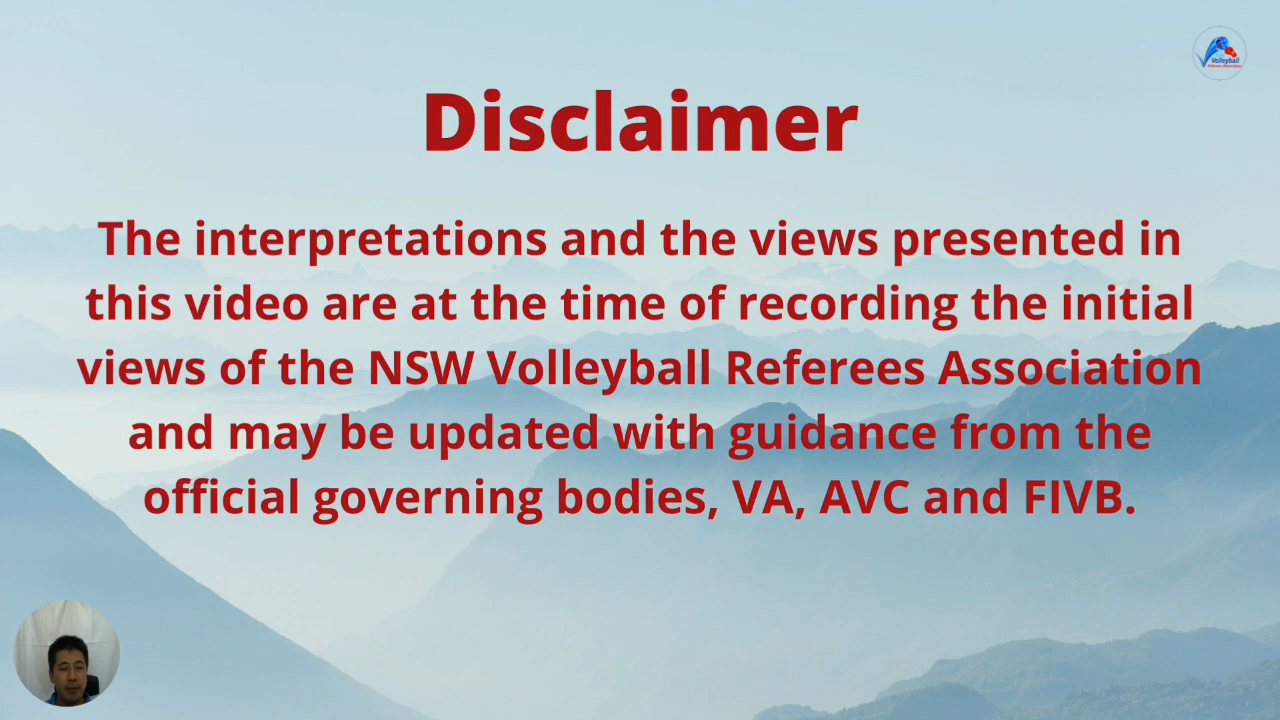 Volleyball
Disclaimer
The interpretations and the views presented in
this video are at the time of recording the initial
views of the NSW Volleyball Referees Association
and may be updated with guidance from the
official governing bodies, VA, AVC and FIVB.